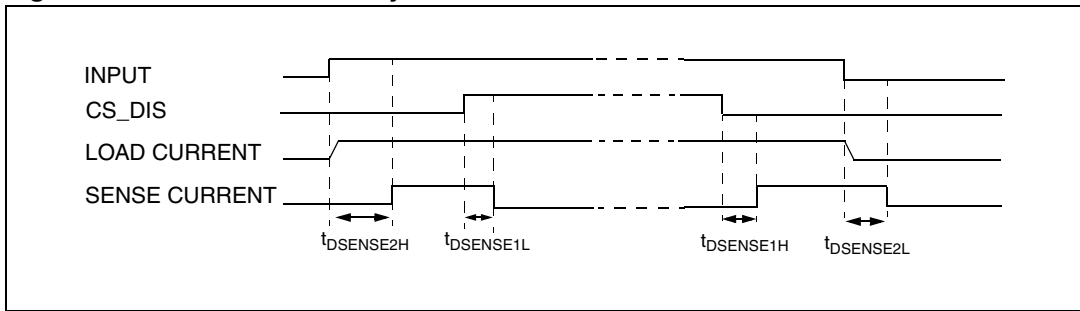 INPUT
CS_DIS
LOAD CURRENT
SENSE CURRENT
tDSENSE2H
tDSENSE1L
tDSENSE1H
tDSENSE2L